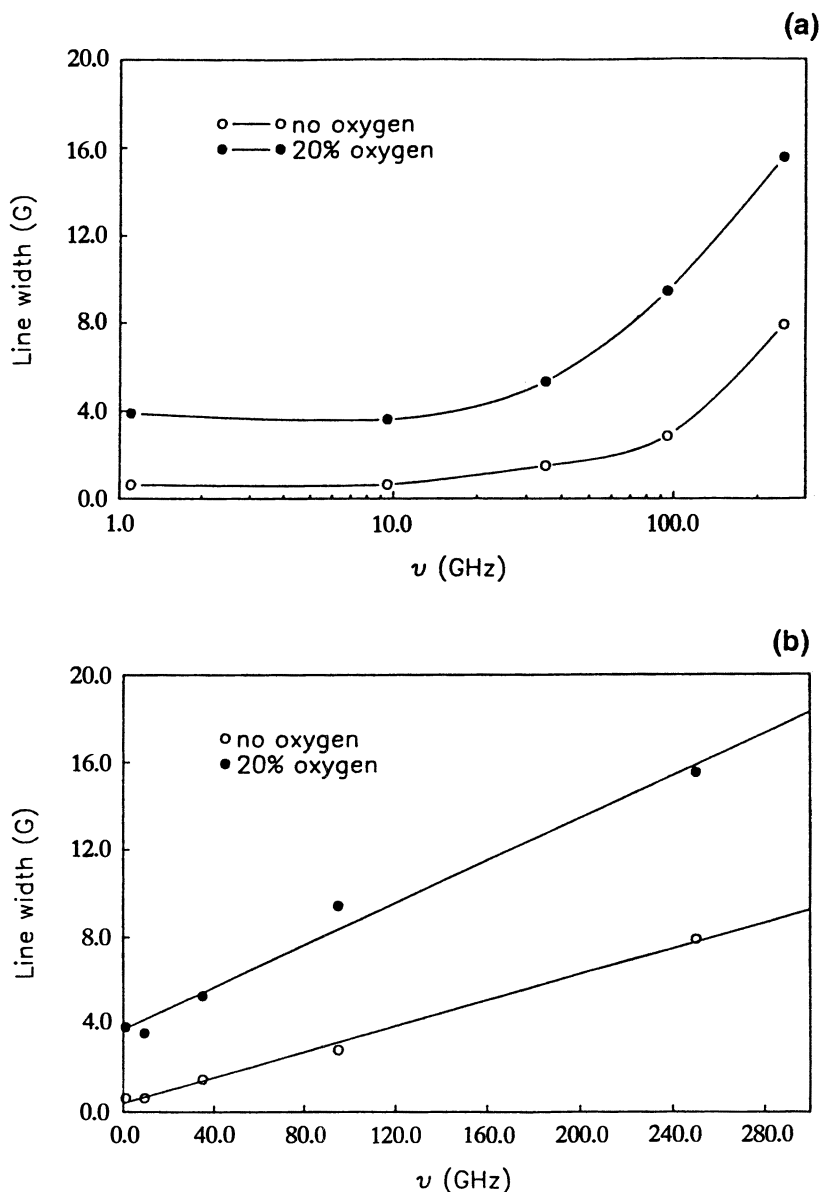 (a)
20.0
16.0
12.0
8.0
4.0
0.0
Line width (G)
no oxygen
20% oxygen
1.0 10.0 100.0
υ (GHz)
(b)
20.0
16.0
12.0
8.0
4.0
0.0
Line width (G)
no oxygen
20% oxygen
0.0 40.0 80.0 120.0 160.0 200.0 240.0 280.0
υ (GHz)